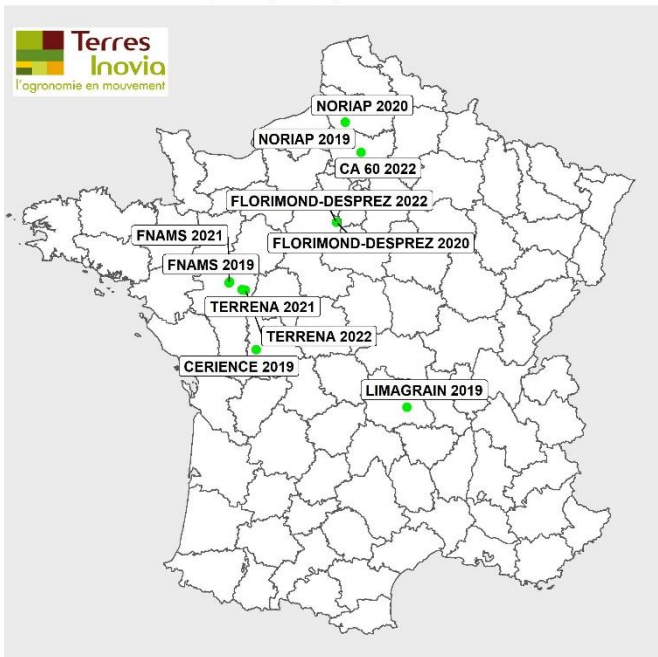 Terres
Inovia
l'agronomie en mouvement
NORIAP 2020
NORIAP 2019
CA 60 2022
FLORIMOND-DESPREZ 2022
FNAMS 2021
FLORIMOND-DESPREZ 2020
FNAMS 2019
TERRENA 2021
TERRENA 2022
CERIENCE 2019
LIMAGRAIN 2019